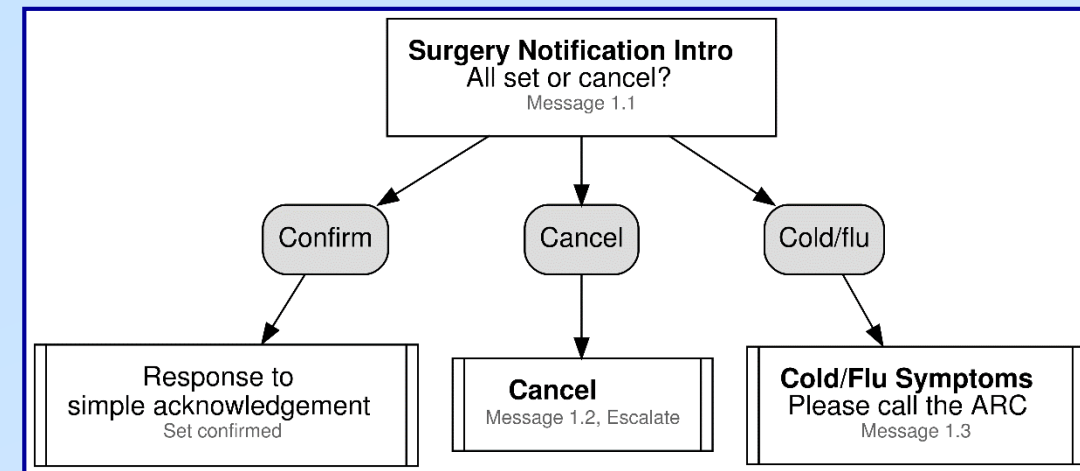 Surgery Notification Intro
All set or cancel?
Message 1.1
Confirm
Cancel
Cold/flu
Response to
simple acknowledgement
Set confirmed
Cancel
Message 1.2, Escalate
Cold/Flu Symptoms
Please call the ARC
Message 1.3